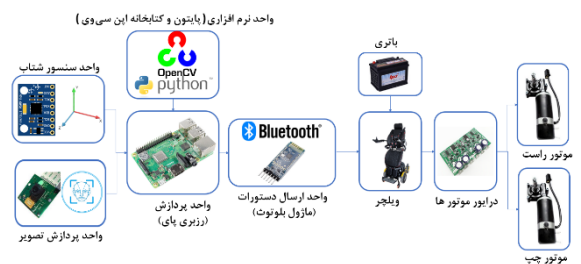 واحد نرم افزاری ( پایتون و کتابخانه اپن سی‌وی )
OpenCV
python™
واحد سنسور شتاب
باتری
Bluetooth®
واحد پردازش تصویر
واحد پردازش
(رزبری پای)
واحد ارسال دستورات
(ماژول بلوتوث)
ویلچر
درایور موتور ها
موتور راست
موتور چپ